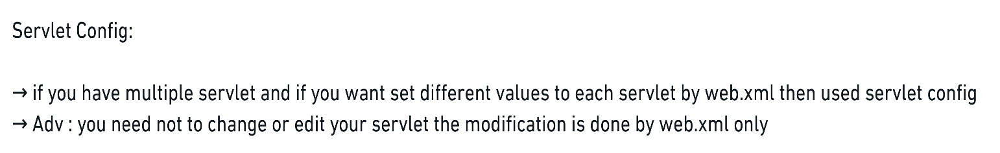 Servlet Config:
→ if you have multiple servlet and if you want set different values to each servlet by web.xml then used servlet config
→ Adv : you need not to change or edit your servlet the modification is done by web.xml only